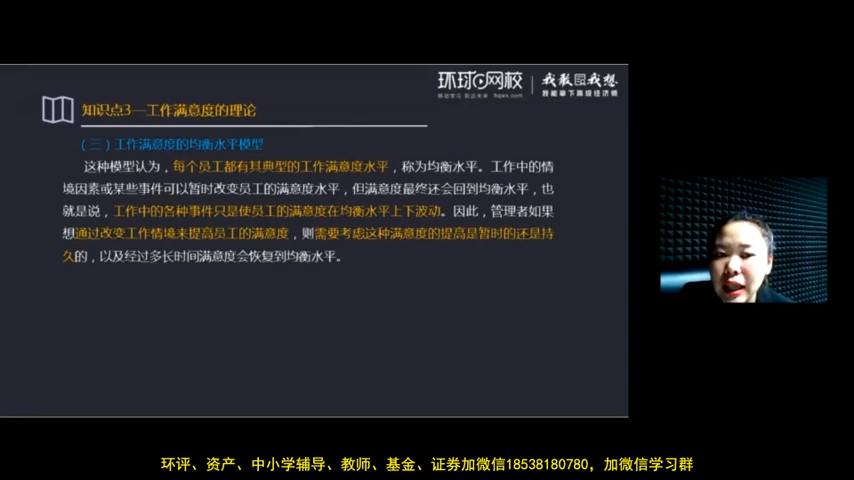 环球网校
hqwx.com
我敢 我想
我能拿下高级经济师
知识点3—工作满意度的理论
（三）工作满意度的均衡水平模型
这种模型认为，每个员工都有其典型的工作满意度水平，称为均衡水平。工作中的情
境因素或某些事件可以暂时改变员工的满意度水平，但满意度最终还会回到均衡水平，也
就是说，工作中的各种事件只是使员工的满意度在均衡水平上下波动。因此，管理者如果
想通过改变工作情境来提高员工的满意度，则需要考虑这种满意度的提高是暂时的还是持
久的，以及经过多长时间满意度会恢复到均衡水平。
环评、资产、中小学辅导、教师、基金、证券加微信18538180780，加微信学习群